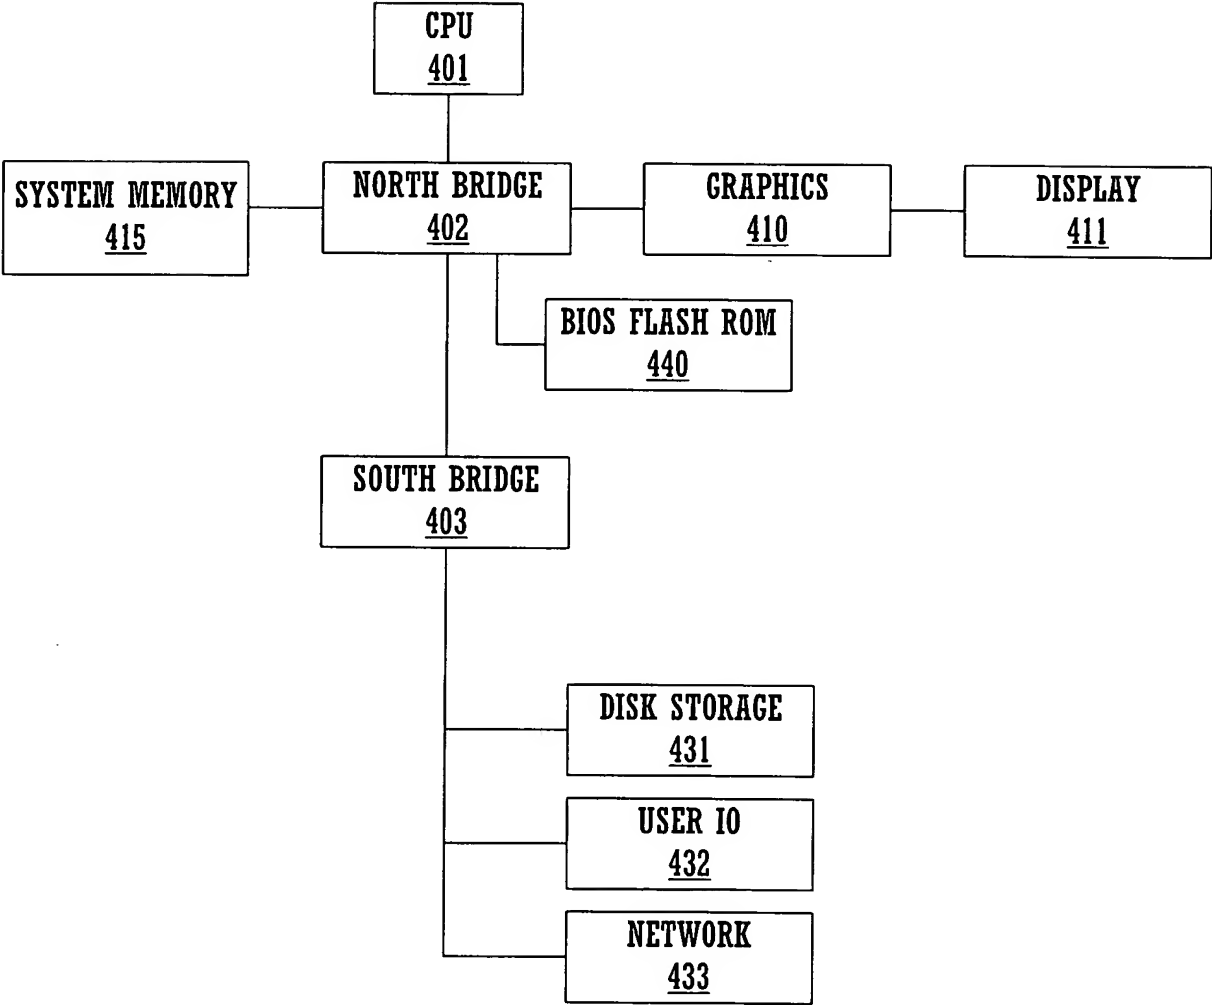 CPU
401
SYSTEM MEMORY
415
NORTH BRIDGE
402
GRAPHICS
410
DISPLAY
411
BIOS FLASH ROM
440
SOUTH BRIDGE
403
DISK STORAGE
431
USER IO
432
NETWORK
433